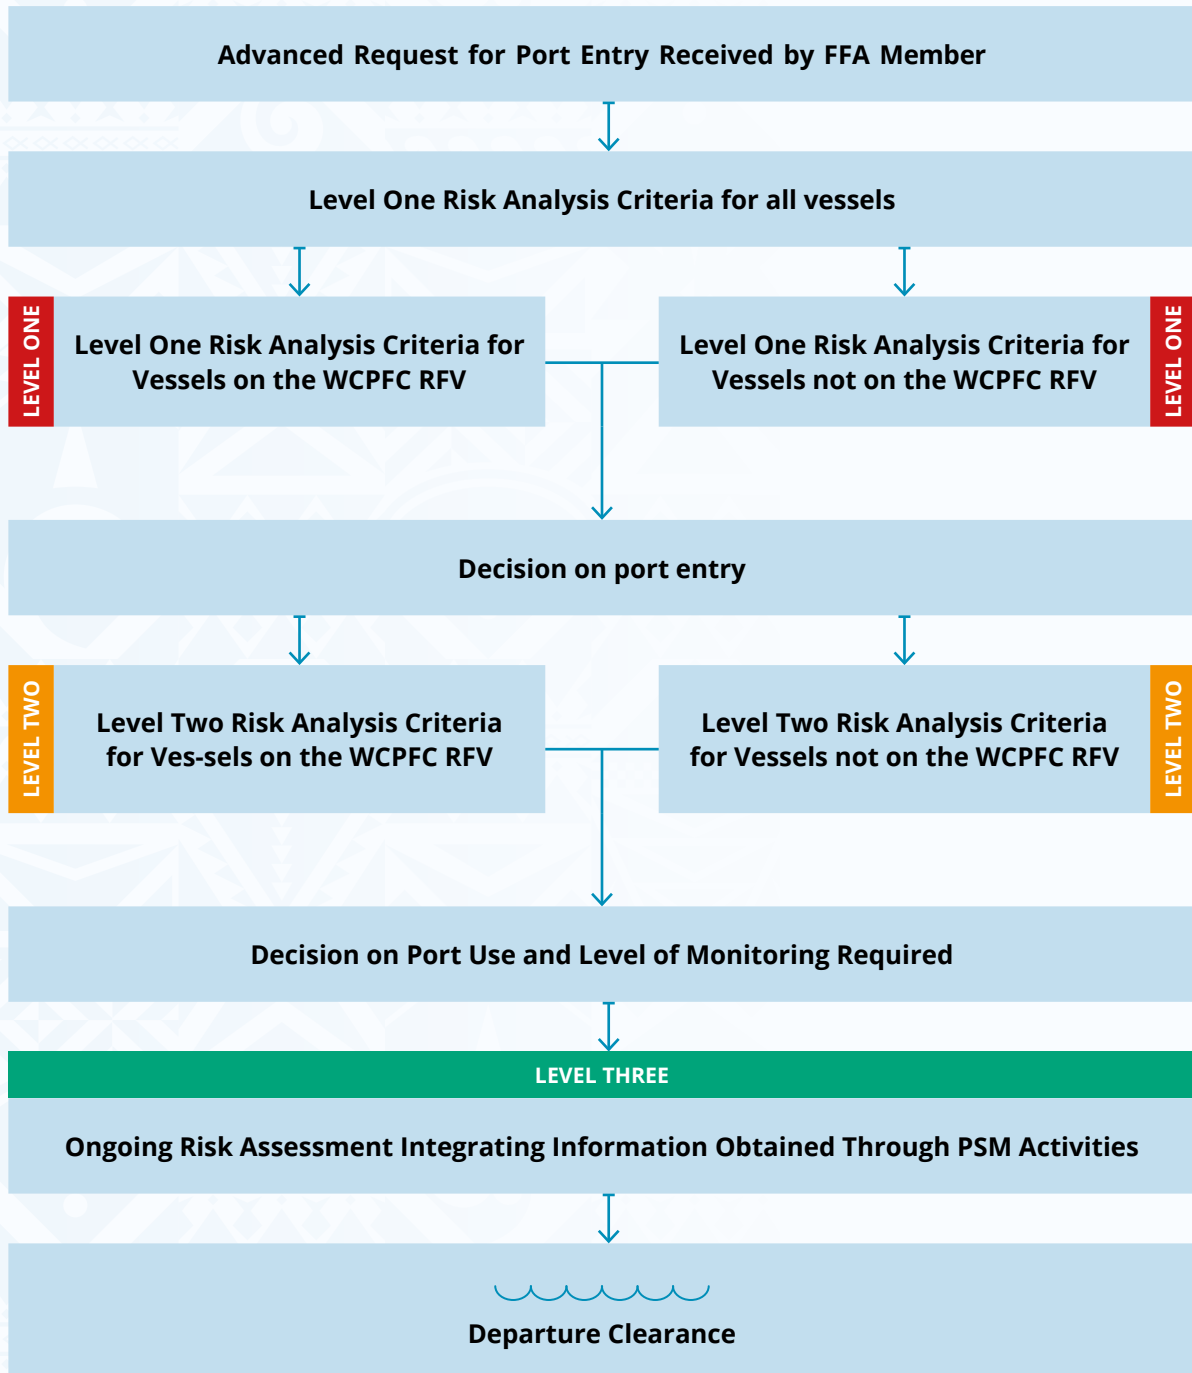 Advanced Request for Port Entry Received by FFA Member
Level One Risk Analysis Criteria for all vessels
LEVEL ONE
Level One Risk Analysis Criteria for
Vessels on the WCPFC RFV
Level One Risk Analysis Criteria for
Vessels not on the WCPFC RFV
LEVEL ONE
Decision on port entry
LEVEL TWO
Level Two Risk Analysis Criteria
for Ves-sels on the WCPFC RFV
Level Two Risk Analysis Criteria
for Vessels not on the WCPFC RFV
LEVEL TWO
Decision on Port Use and Level of Monitoring Required
LEVEL THREE
Ongoing Risk Assessment Integrating Information Obtained Through PSM Activities
Departure Clearance